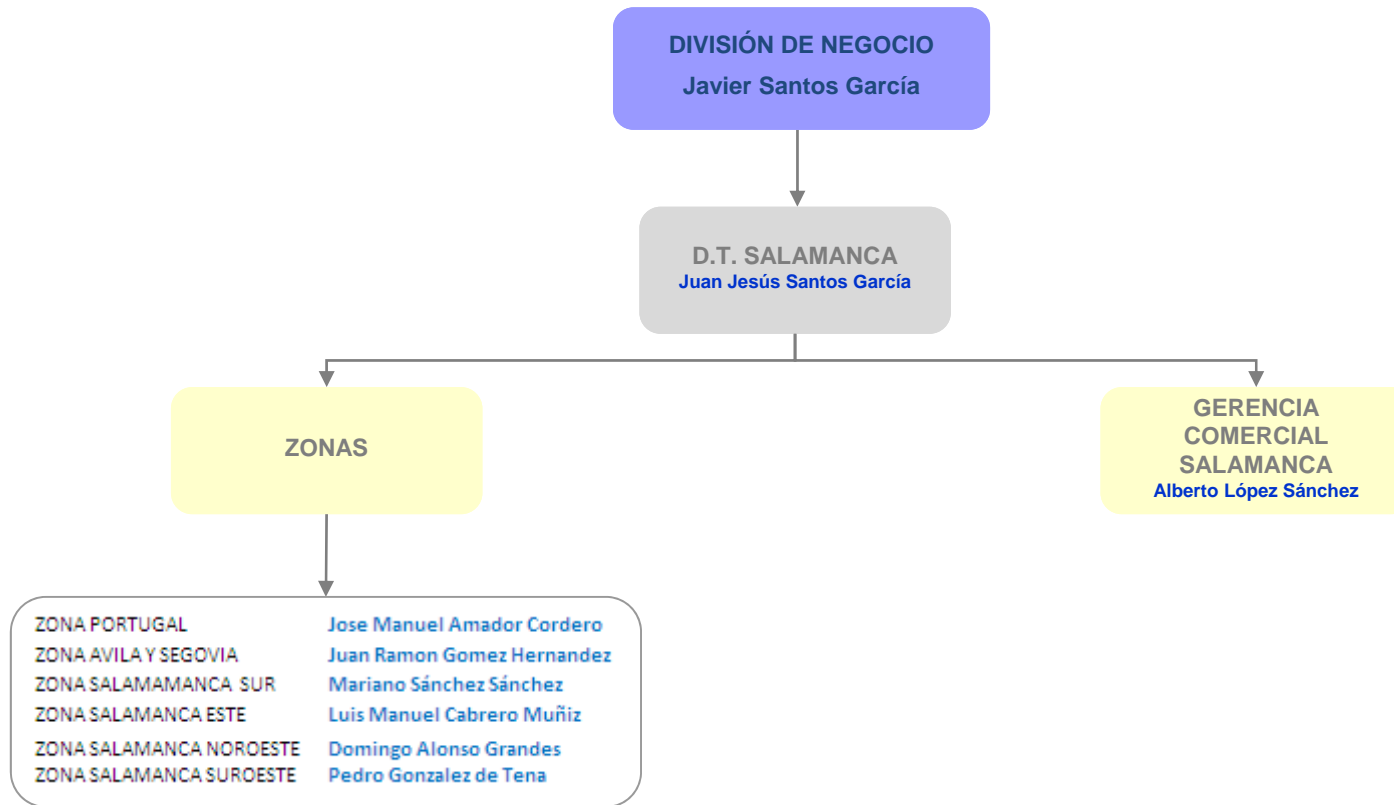 DIVISIÓN DE NEGOCIO
Javier Santos García
D.T. SALAMANCA
Juan Jesús Santos García
ZONAS
GERENCIA
COMERCIAL
SALAMANCA
Alberto López Sánchez
ZONA PORTUGAL Jose Manuel Amador Cordero
ZONA AVILA Y SEGOVIA Juan Ramon Gomez Hernandez
ZONA SALAMAMANCA SUR Mariano Sánchez Sánchez
ZONA SALAMANCA ESTE Luis Manuel Cabrero Muñiz
ZONA SALAMANCA NOROESTE Domingo Alonso Grandes
ZONA SALAMANCA SUROESTE Pedro Gonzalez de Tena